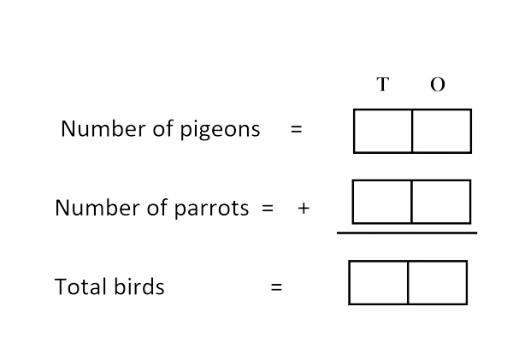 T O
Number of pigeons =
Number of parrots = +
Total birds =